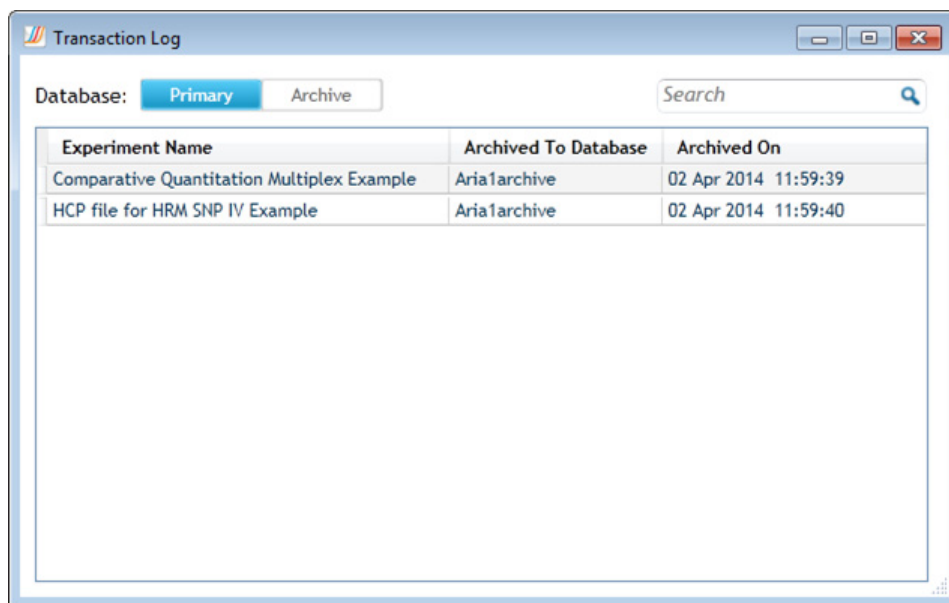 Transaction Log
Database: Primary Archive Search
Experiment Name Archived To Database Archived On
Comparative Quantitation Multiplex Example Aria1archive 02 Apr 2014 11:59:39
HCP file for HRM SNP IV Example Aria1archive 02 Apr 2014 11:59:40